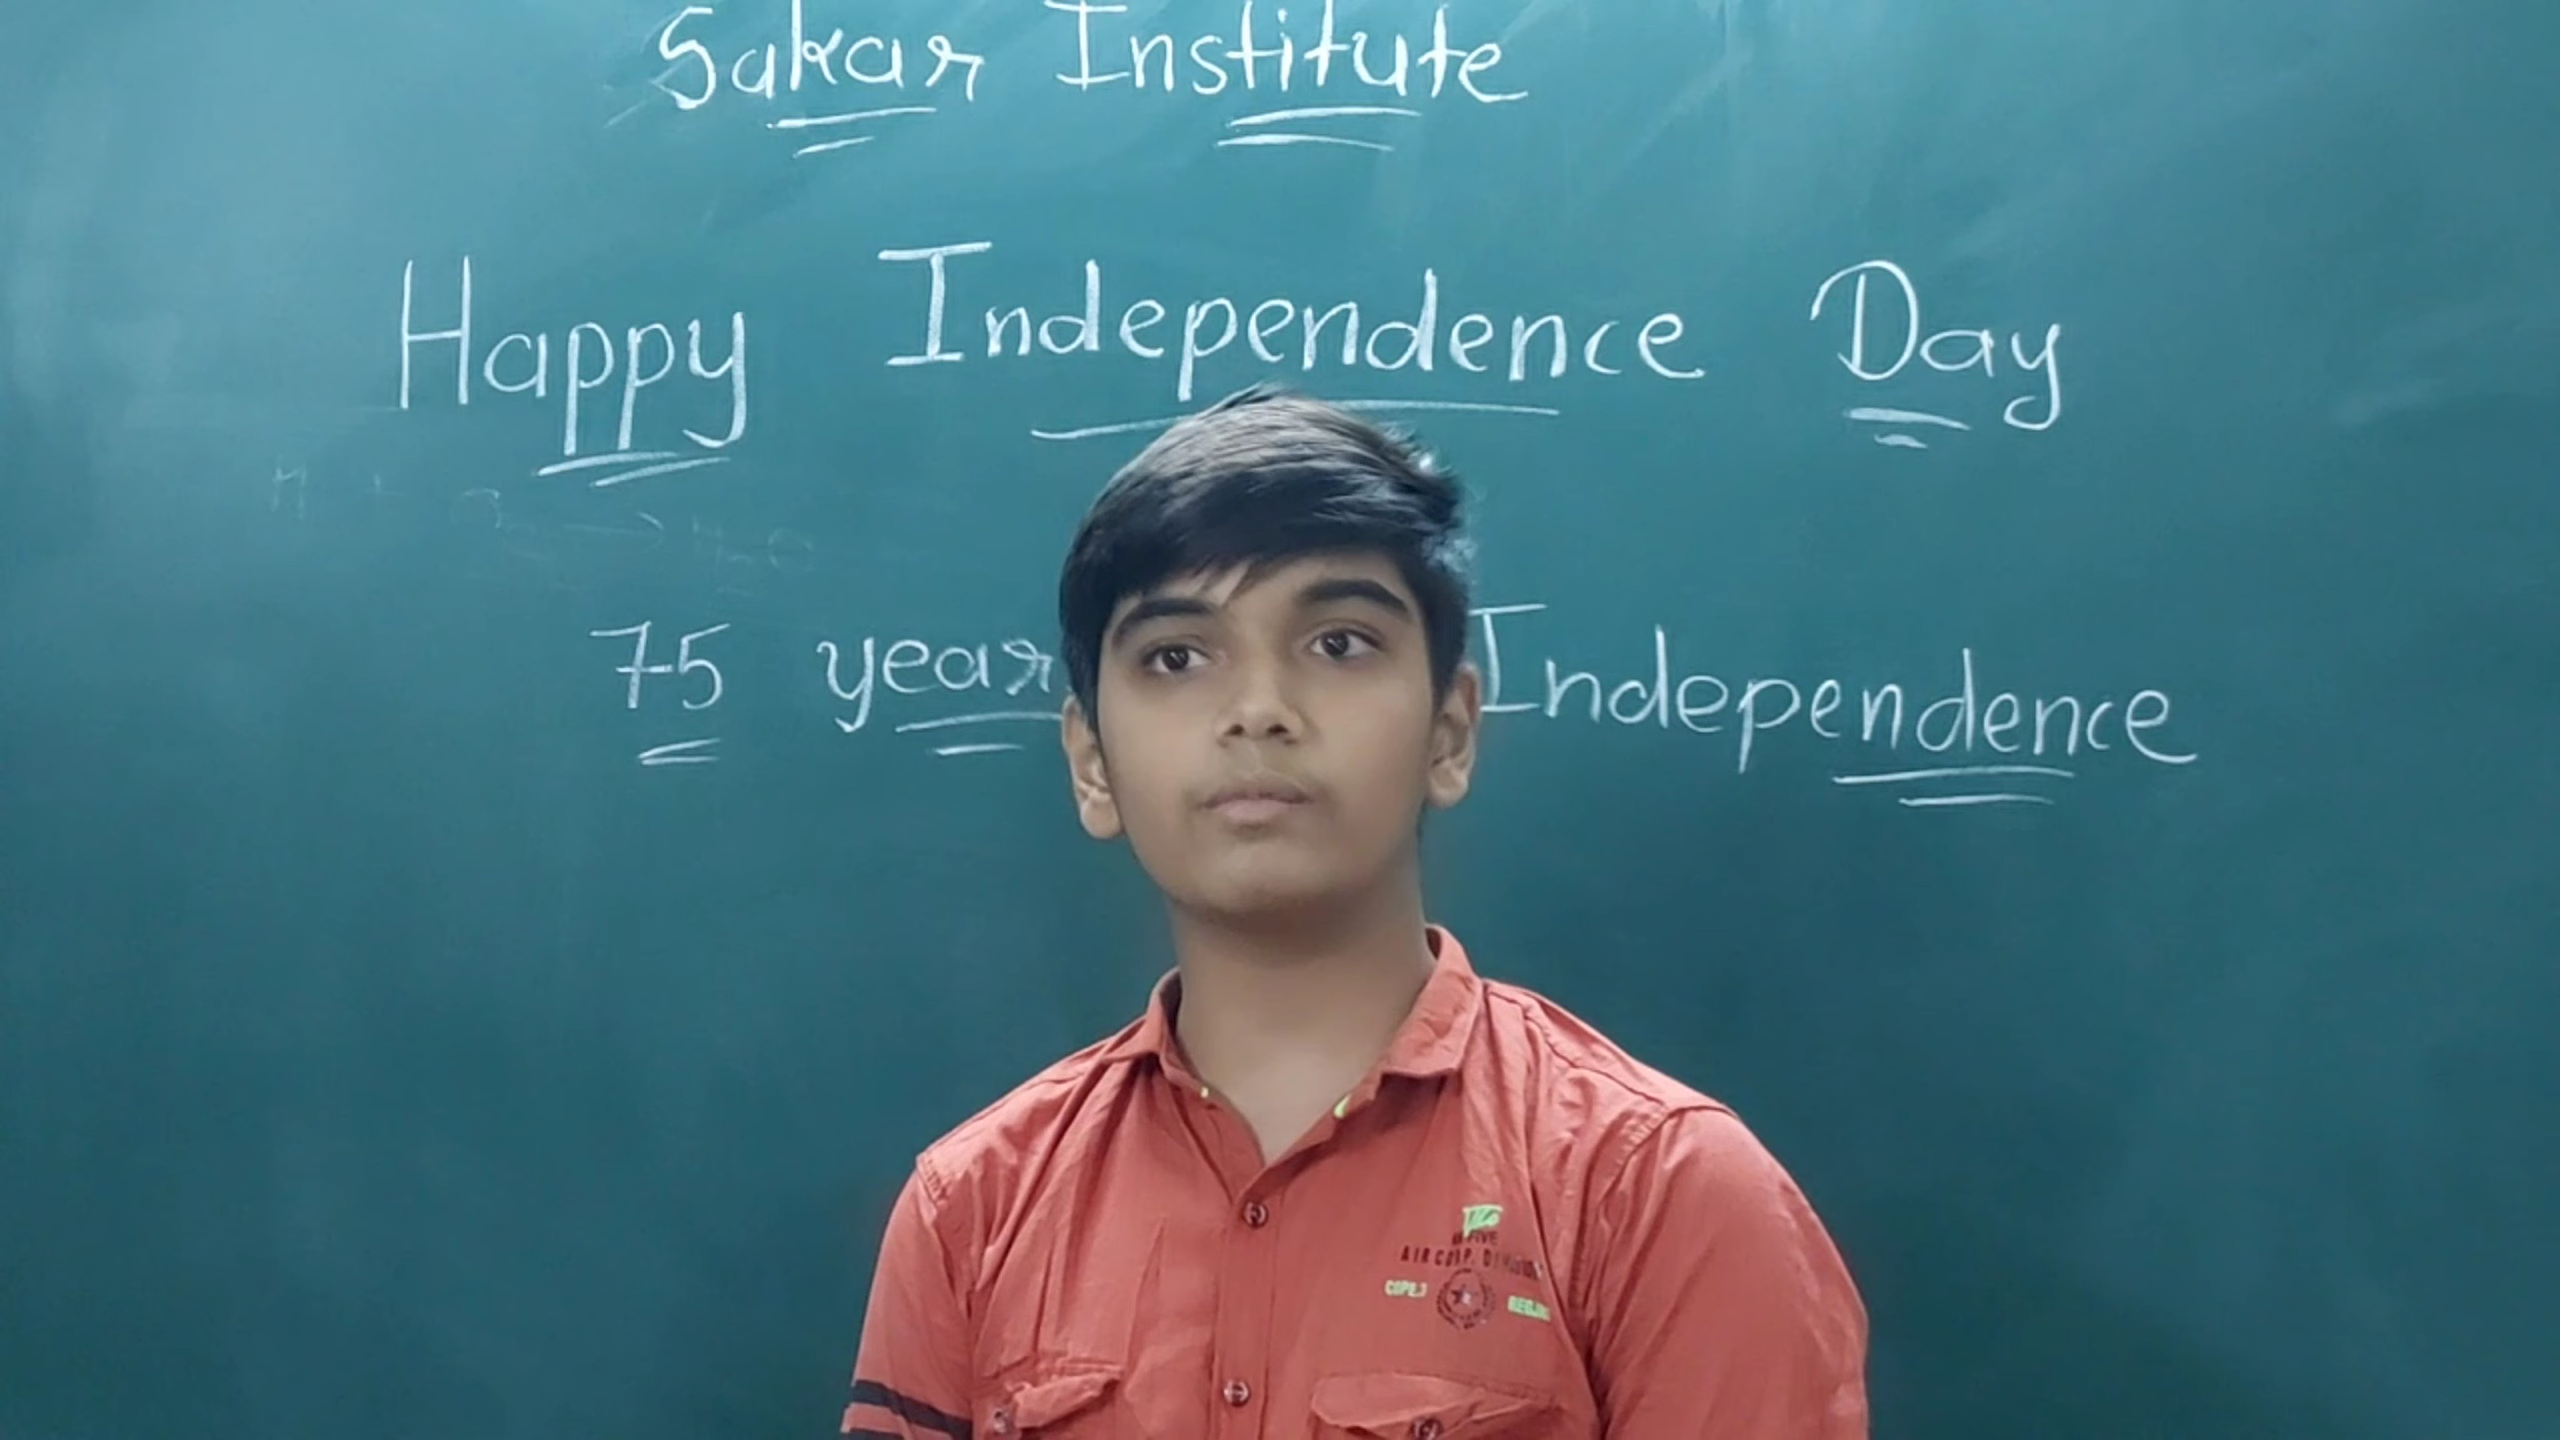 Sakar Institute
Happy Independence Day
75 year Independence
AIR CORP. DIVISION